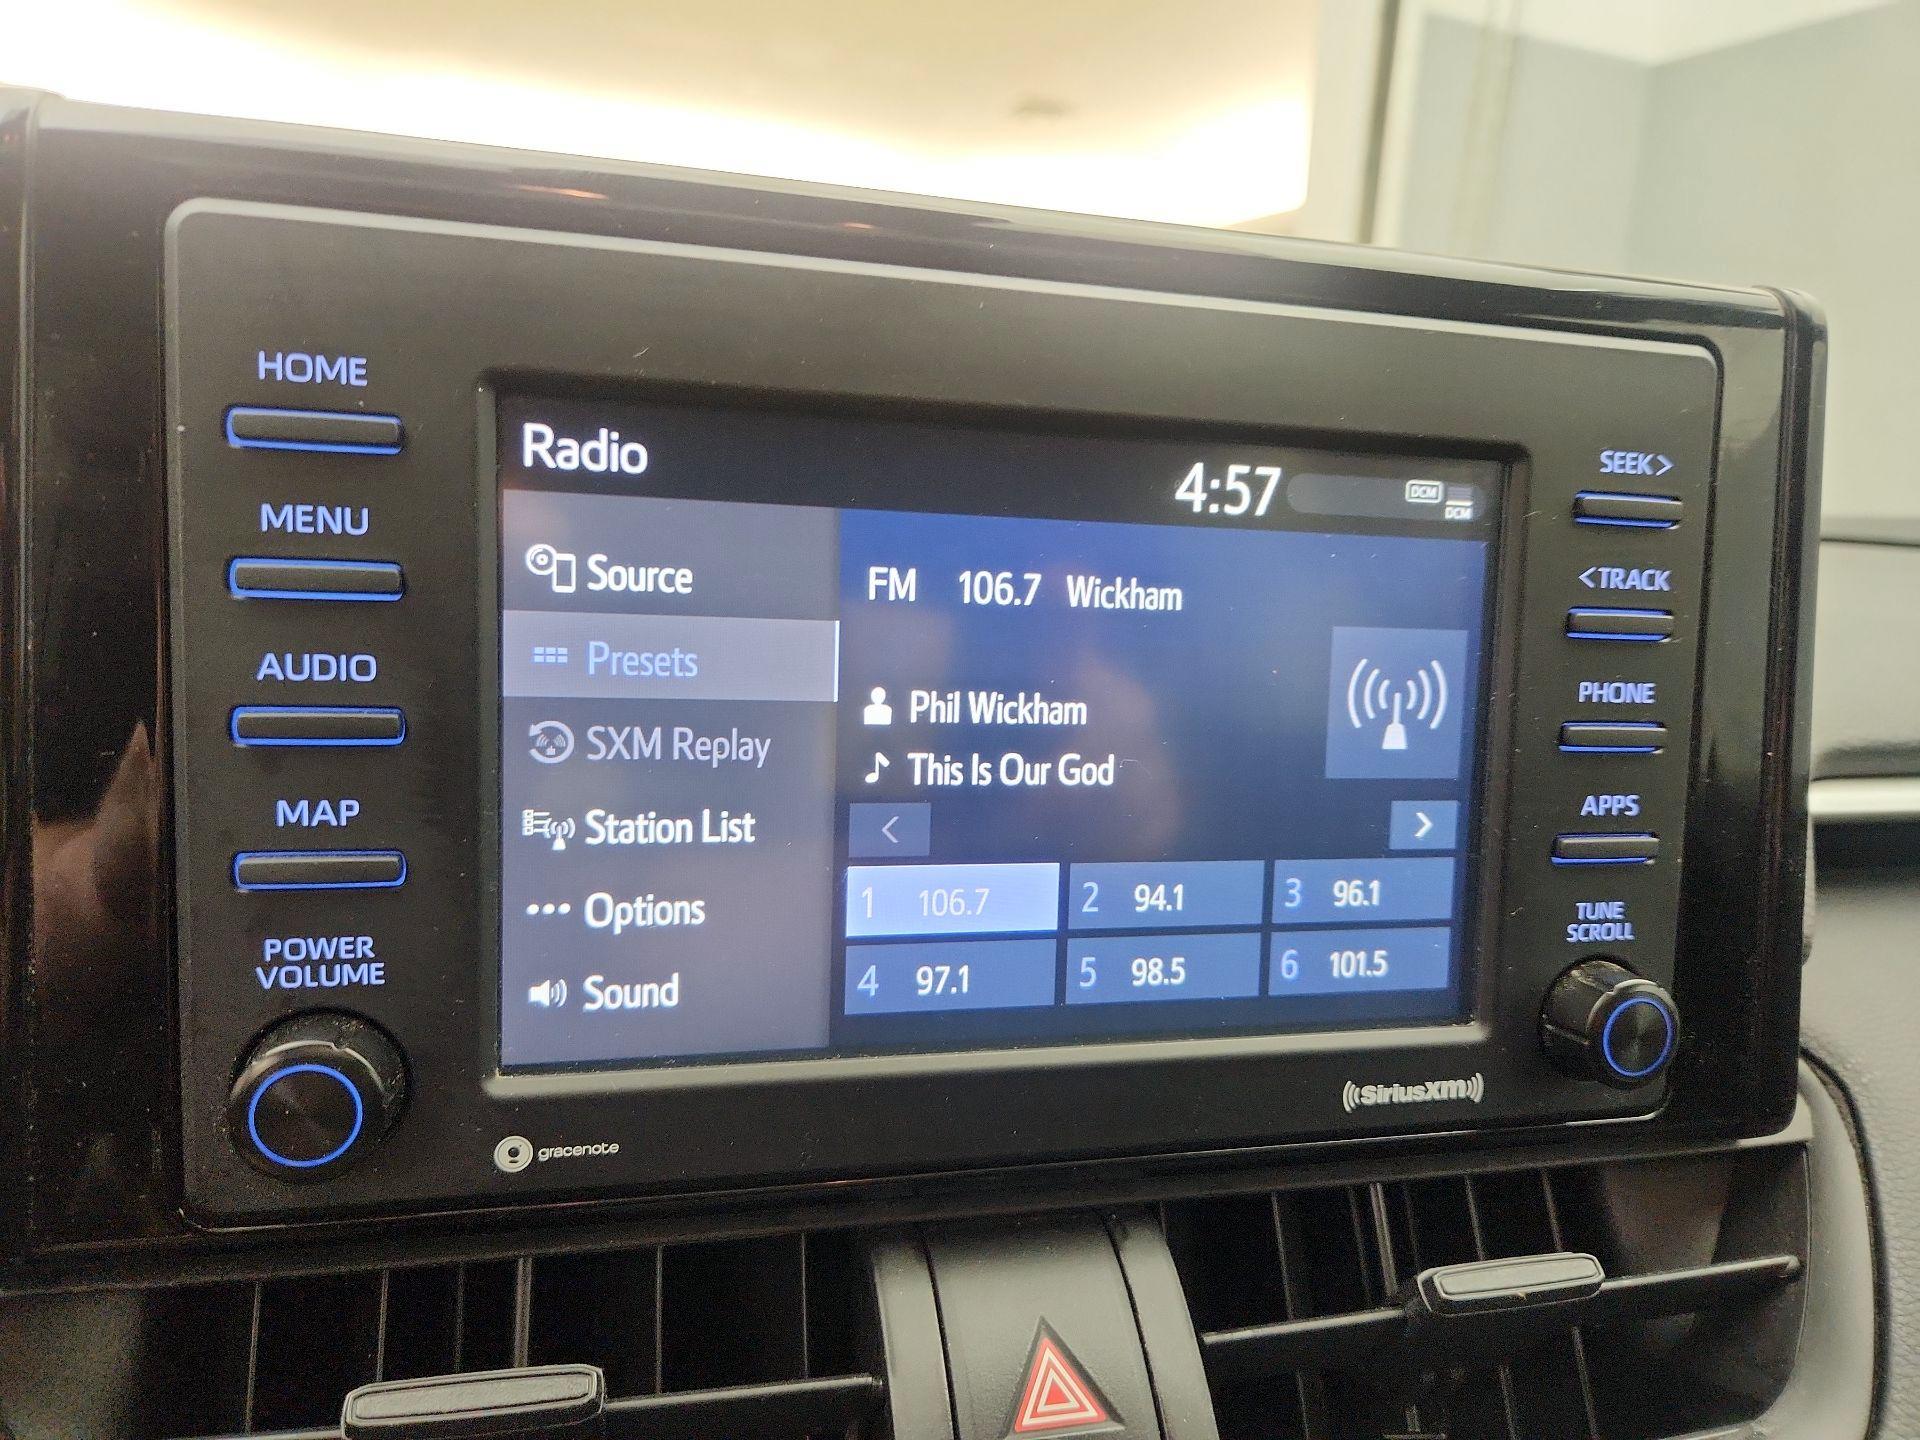 HOME
MENU
AUDIO
MAP
POWER
VOLUME
Radio
4:57
DCM
DCM
Source
Presets
SXM Replay
Station List
Options
Sound
FM 106.7 Wickham
Phil Wickham
This Is Our God
< >
1 106.7
2 94.1
3 96.1
4 97.1
5 98.5
6 101.5
SEEK >
< TRACK
PHONE
APPS
TUNE
SCROLL
gracenote
((SiriusXM))